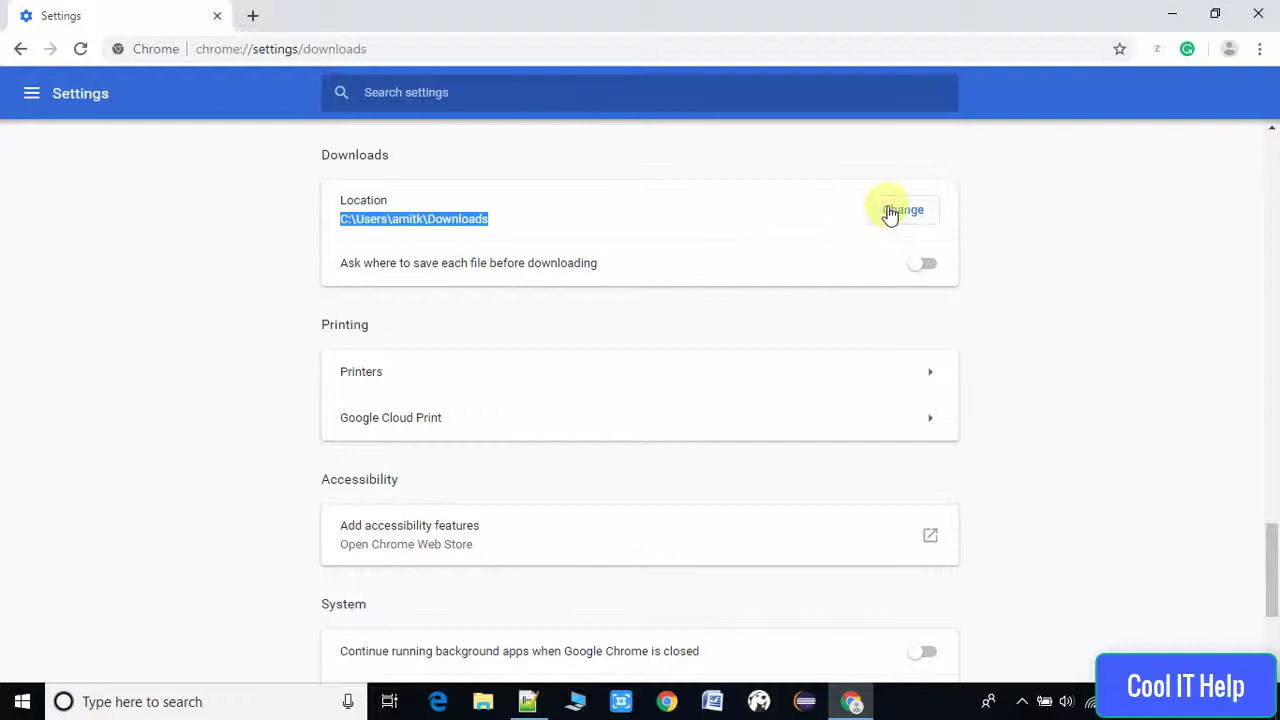 Settings
Chrome
chrome://settings/downloads
Settings
Search settings
Downloads
Location
C:\Users\amitk\Downloads
Change
Ask where to save each file before downloading
Printing
Printers
Google Cloud Print
Accessibility
Add accessibility features
Open Chrome Web Store
System
Continue running background apps when Google Chrome is closed
Type here to search
Cool IT Help